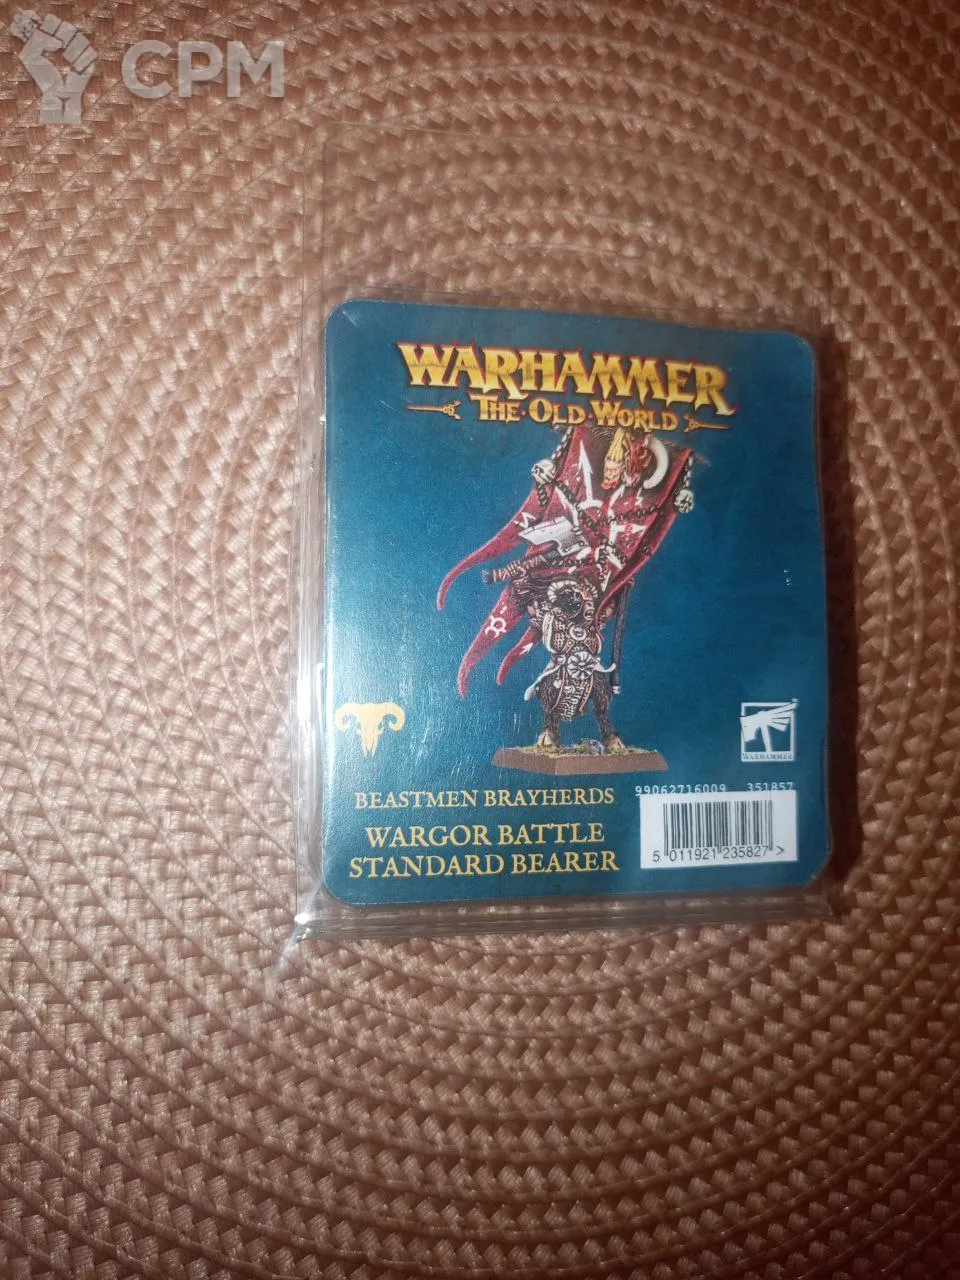 CPM
WARHAMMER
THE·OLD·WORLD
WARHAMMER
BEASTMEN BRAYHERDS
WARGOR BATTLE
STANDARD BEARER
99062716009 351857
5 011921 235827 >